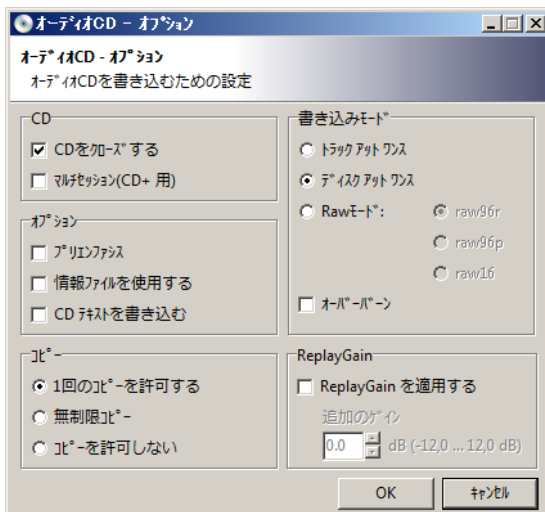 オーディオCD - オプション
オーディオCD - オプション
オーディオCDを書き込むための設定
CD
CDをクローズする
マルチセッション(CD+ 用)
オプション
プリエンファシス
情報ファイルを使用する
CD テキストを書き込む
コピー
1回のコピーを許可する
無制限コピー
コピーを許可しない
書き込みモード
トラック アット ワンス
ディスク アット ワンス
Rawモード:
raw96r
raw96p
raw16
オーバーバーン
ReplayGain
ReplayGain を適用する
追加のゲイン
0.0
dB (-12,0 ... 12,0 dB)
OK
キャンセル